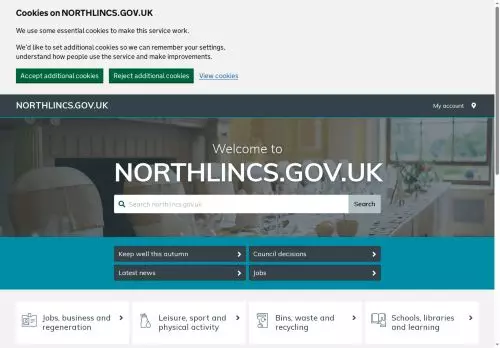 Cookies on NORTHLINCS.GOV.UK
We use some essential cookies to make this service work.
We'd like to set additional cookies so we can remember your settings,
understand how people use the service and make improvements.
Accept additional cookies
Reject additional cookies
View cookies
NORTHLINCS.GOV.UK
My account
Welcome to
NORTHLINCS.GOV.UK
Search northlincs.gov.uk
Search
Keep well this autumn
Council decisions
Latest news
Jobs
Jobs, business and
regeneration
Leisure, sport and
physical activity
Bins, waste and
recycling
Schools, libraries
and learning